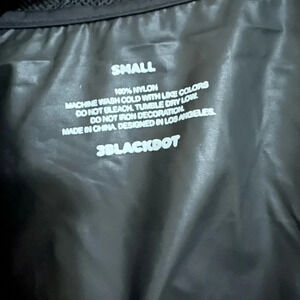 SMALL
100% NYLON
MACHINE WASH COLD WITH LIKE COLORS
DO NOT BLEACH. TUMBLE DRY LOW.
DO NOT IRON DECORATION.
MADE IN CHINA. DESIGNED IN LOS ANGELES.
3BLACKDOT